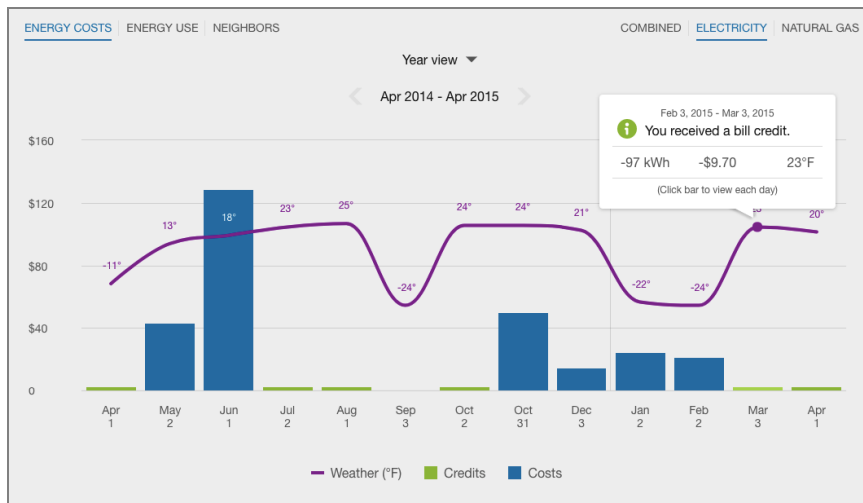 ENERGY COSTS ENERGY USE NEIGHBORS COMBINED ELECTRICITY NATURAL GAS
Year view
Apr 2014 - Apr 2015
Feb 3, 2015 - Mar 3, 2015
You received a bill credit.
-97 kWh -$9.70 23°F
(Click bar to view each day)
$160
$120
$80
$40
0
-11° 13° 18° 23° 25° -24° 24° 24° 21° -22° -24° 20°
Apr May Jun Jul Aug Sep Oct Oct Dec Jan Feb Mar Apr
1 2 1 2 1 3 2 31 3 2 2 3 1
Weather (°F) Credits Costs